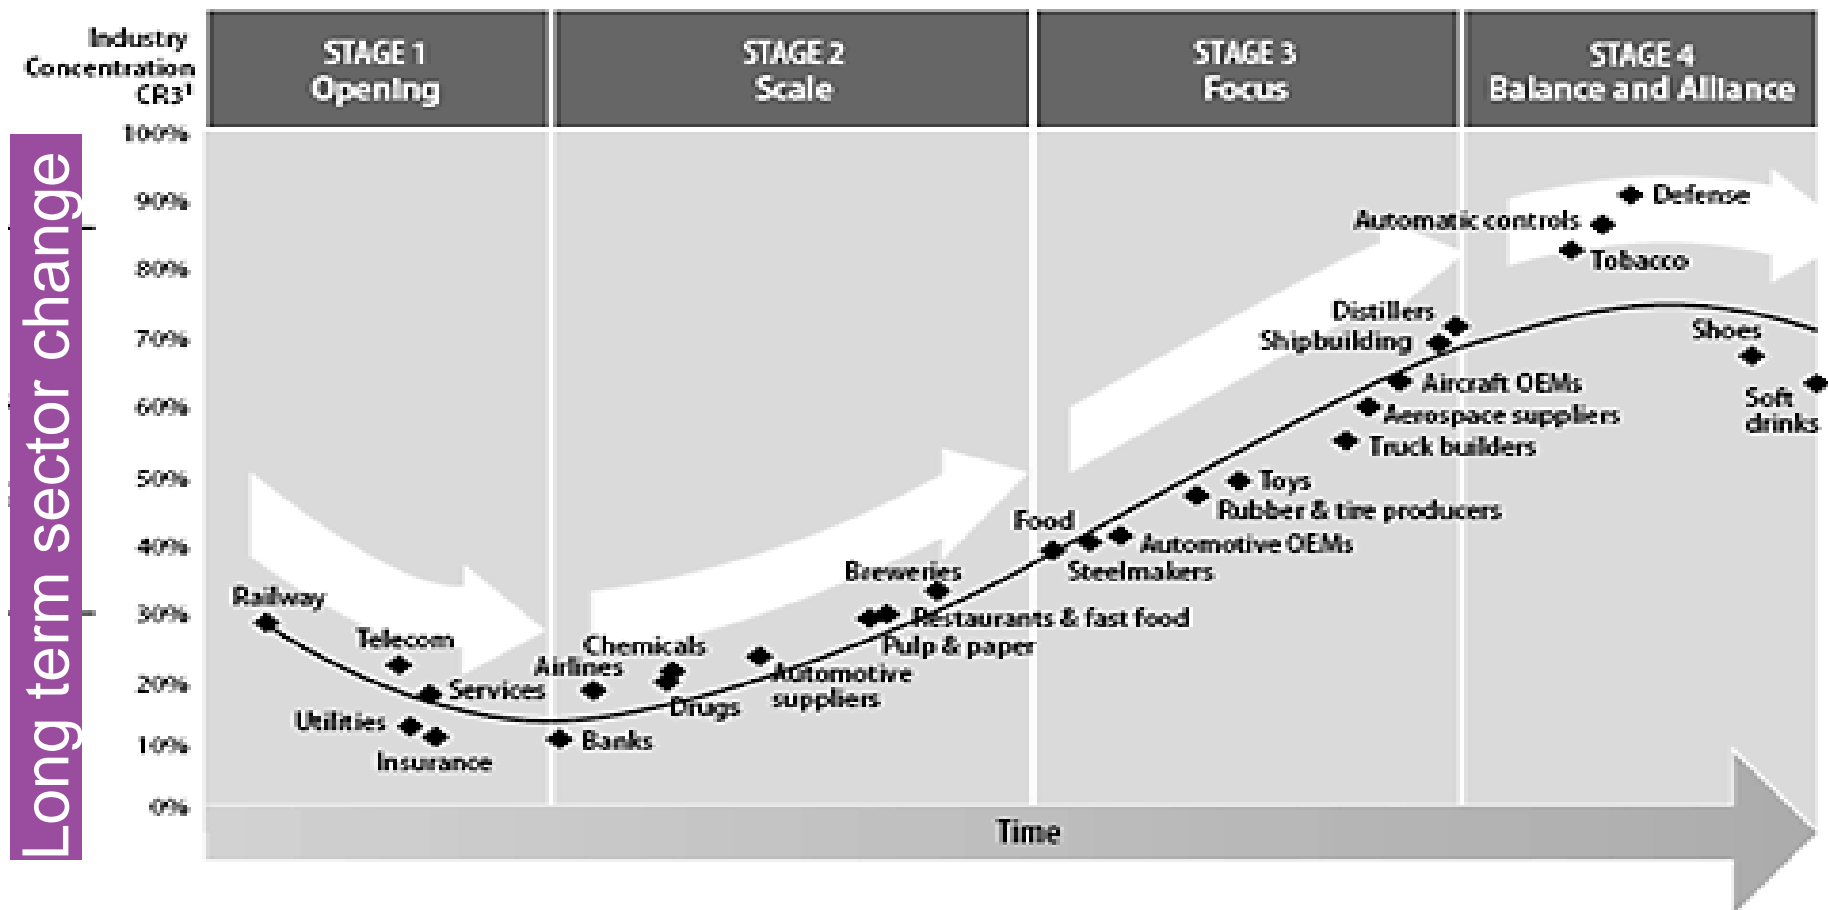 Industry
Concentration
CR3¹
STAGE 1
Opening
STAGE 2
Scale
STAGE 3
Focus
STAGE 4
Balance and Alliance
Long term sector change
100%
90%
80%
70%
60%
50%
40%
30%
20%
10%
0%
Railway
Telecom
Services
Utilities
Insurance
Airlines
Chemicals
Drugs
Banks
Automotive
suppliers
Breweries
Restaurants & fast food
Pulp & paper
Food
Steelmakers
Automotive OEMs
Rubber & tire producers
Toys
Truck builders
Aerospace suppliers
Aircraft OEMs
Shipbuilding
Distillers
Tobacco
Automatic controls
Defense
Shoes
Soft
drinks
Time